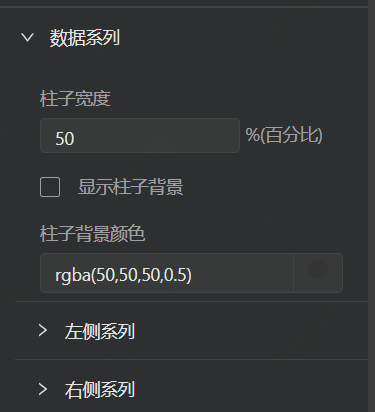 数据系列
柱子宽度
50 %(百分比)
显示柱子背景
柱子背景颜色
rgba(50,50,50,0.5)
左侧系列
右侧系列